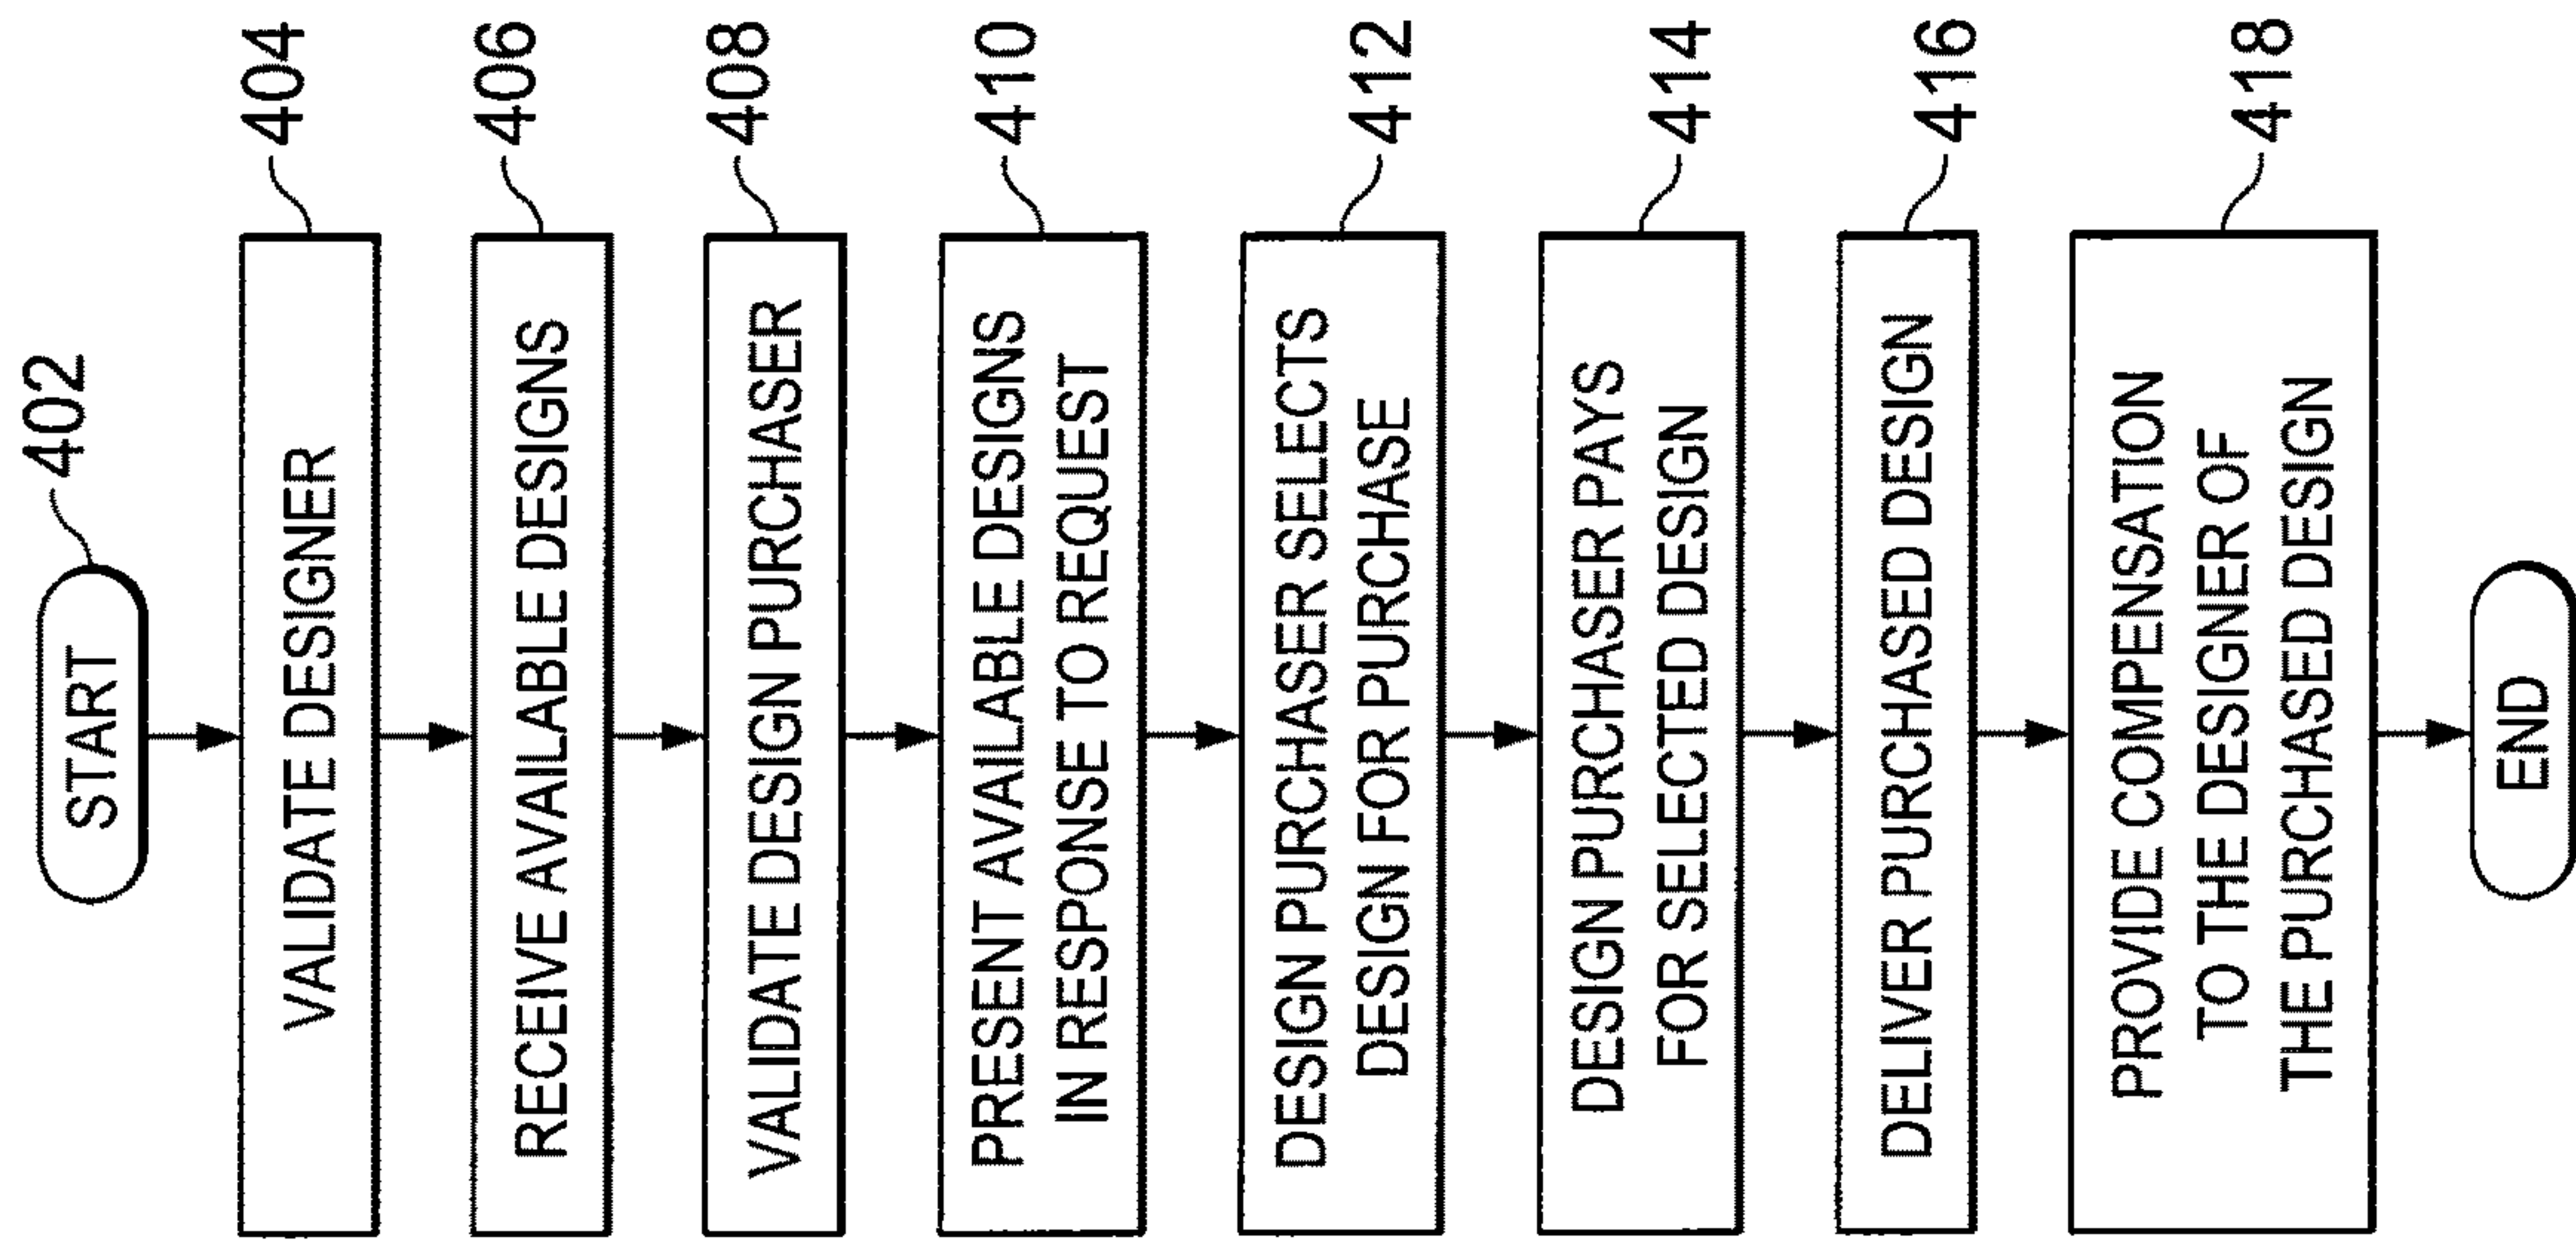 START
402
VALIDATE DESIGNER
404
RECEIVE AVAILABLE DESIGNS
406
VALIDATE DESIGN PURCHASER
408
PRESENT AVAILABLE DESIGNS
IN RESPONSE TO REQUEST
410
DESIGN PURCHASER SELECTS
DESIGN FOR PURCHASE
412
DESIGN PURCHASER PAYS
FOR SELECTED DESIGN
414
DELIVER PURCHASED DESIGN
416
PROVIDE COMPENSATION
TO THE DESIGNER OF
THE PURCHASED DESIGN
418
END